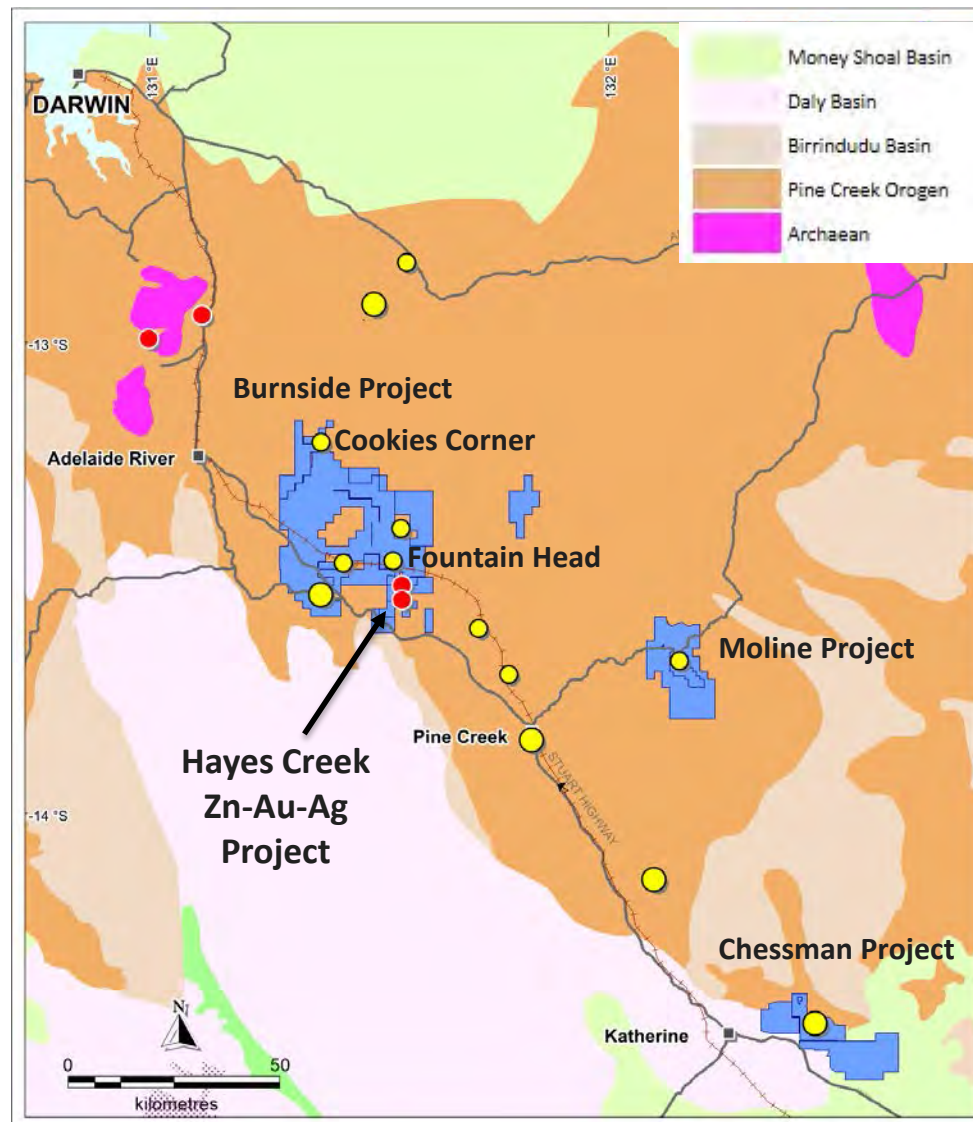 131 °E
132 °E
Money Shoal Basin
Daly Basin
Birrindudu Basin
Pine Creek Orogen
Archaean
DARWIN
-13 °S
Burnside Project
Cookies Corner
Adelaide River
Fountain Head
Moline Project
Pine Creek
STUART HIGHWAY
Hayes Creek
Zn-Au-Ag
Project
-14 °S
Chessman Project
Katherine
N
0
50
kilometres